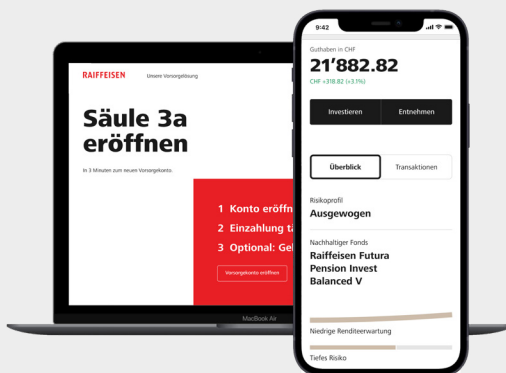 RAIFFEISEN
Unsere Vorsorgelösung
Säule 3a
eröffnen
In 3 Minuten zum neuen Vorsorgekonto.
1 Konto eröffn
2 Einzahlung tä
3 Optional: Gel
Vorsorgekonto eröffnen
MacBook Air
9:42
Guthaben in CHF
21’882.82
CHF +318.82 (+3.1%)
Investieren
Entnehmen
Überblick
Transaktionen
Risikoprofil
Ausgewogen
Nachhaltiger Fonds
Raiffeisen Futura
Pension Invest
Balanced V
Niedrige Renditeerwartung
Tiefes Risiko